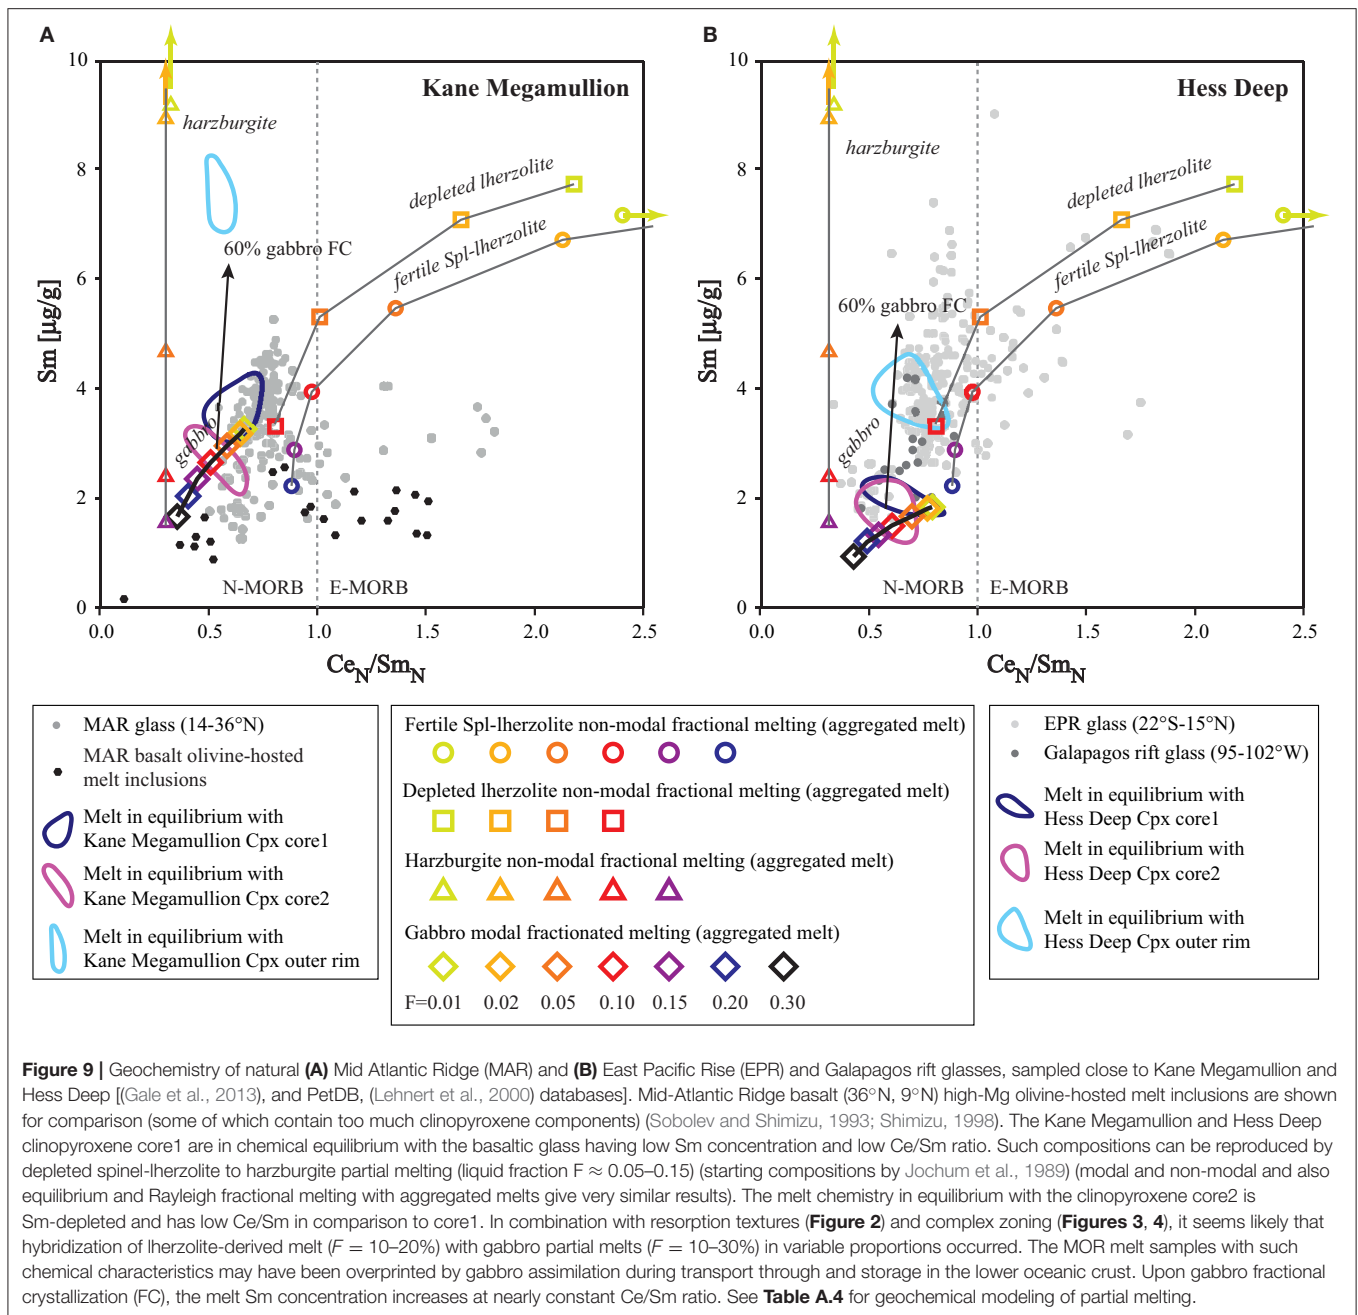 A
B
Kane Megamullion
Hess Deep
10
8
6
4
2
0
Sm [µg/g]
harzburgite
depleted lherzolite
fertile Spl-lherzolite
60% gabbro FC
gabbro
N-MORB
E-MORB
0.0
0.5
1.0
1.5
2.0
2.5
CeN/SmN
10
8
6
4
2
0
Sm [µg/g]
harzburgite
depleted lherzolite
fertile Spl-lherzolite
60% gabbro FC
gabbro
N-MORB
E-MORB
0.0
0.5
1.0
1.5
2.0
2.5
CeN/SmN
MAR glass (14-36°N)
MAR basalt olivine-hosted
melt inclusions
Melt in equilibrium with
Kane Megamullion Cpx core1
Melt in equilibrium with
Kane Megamullion Cpx core2
Melt in equilibrium with
Kane Megamullion Cpx outer rim
Fertile Spl-lherzolite non-modal fractional melting (aggregated melt)
Depleted lherzolite non-modal fractional melting (aggregated melt)
Harzburgite non-modal fractional melting (aggregated melt)
Gabbro modal fractionated melting (aggregated melt)
F=0.01 0.02 0.05 0.10 0.15 0.20 0.30
EPR glass (22°S-15°N)
Galapagos rift glass (95-102°W)
Melt in equilibrium with
Hess Deep Cpx core1
Melt in equilibrium with
Hess Deep Cpx core2
Melt in equilibrium with
Hess Deep Cpx outer rim
Figure 9 | Geochemistry of natural (A) Mid Atlantic Ridge (MAR) and (B) East Pacific Rise (EPR) and Galapagos rift glasses, sampled close to Kane Megamullion and
Hess Deep [(Gale et al., 2013), and PetDB, (Lehnert et al., 2000) databases]. Mid-Atlantic Ridge basalt (36°N, 9°N) high-Mg olivine-hosted melt inclusions are shown
for comparison (some of which contain too much clinopyroxene components) (Sobolev and Shimizu, 1993; Shimizu, 1998). The Kane Megamullion and Hess Deep
clinopyroxene core1 are in chemical equilibrium with the basaltic glass having low Sm concentration and low Ce/Sm ratio. Such compositions can be reproduced by
depleted spinel-lherzolite to harzburgite partial melting (liquid fraction F ≈ 0.05–0.15) (starting compositions by Jochum et al., 1989) (modal and non-modal and also
equilibrium and Rayleigh fractional melting with aggregated melts give very similar results). The melt chemistry in equilibrium with the clinopyroxene core2 is
Sm-depleted and has low Ce/Sm in comparison to core1. In combination with resorption textures (Figure 2) and complex zoning (Figures 3, 4), it seems likely that
hybridization of lherzolite-derived melt (F = 10–20%) with gabbro partial melts (F = 10–30%) in variable proportions occurred. The MOR melt samples with such
chemical characteristics may have been overprinted by gabbro assimilation during transport through and storage in the lower oceanic crust. Upon gabbro fractional
crystallization (FC), the melt Sm concentration increases at nearly constant Ce/Sm ratio. See Table A.4 for geochemical modeling of partial melting.